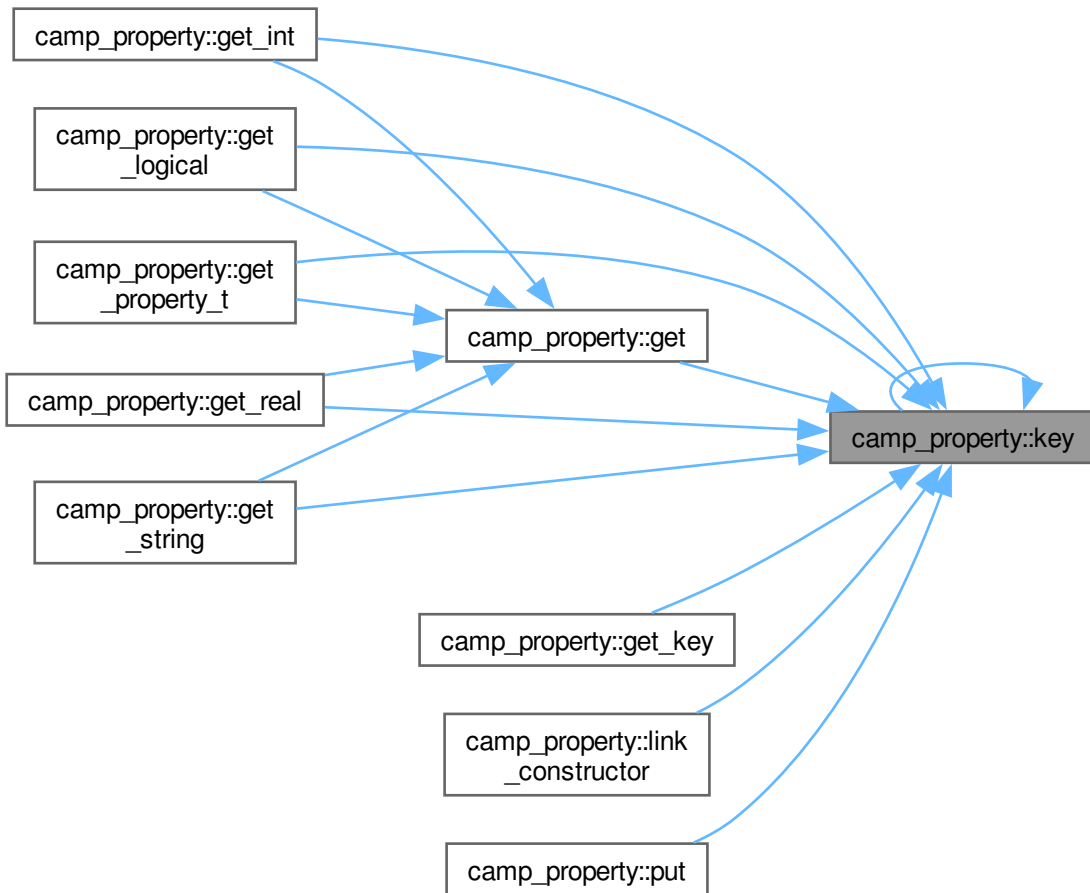 camp_property::get_int
camp_property::get
_logical
camp_property::get
_property_t
camp_property::get
camp_property::get_real
camp_property::key
camp_property::get
_string
camp_property::get_key
camp_property::link
_constructor
camp_property::put